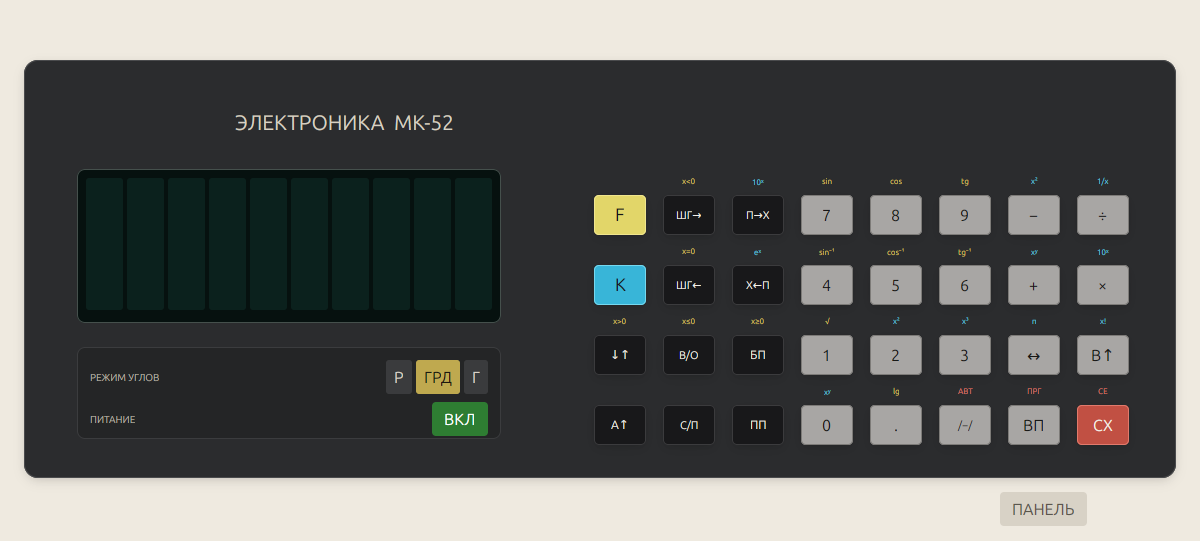 ЭЛЕКТРОНИКА МК-52
x<0 10ˣ sin cos tg x² 1/x
F ШГ→ П→X 7 8 9 − ÷
x=0 eˣ sin⁻¹ cos⁻¹ tg⁻¹ xʸ 10ˣ
K ШГ← X←П 4 5 6 + ×
x>0 x≤0 x≥0 √ x² x³ n x!
↓↑ В/О БП 1 2 3 ↔ В↑
РЕЖИМ УГЛОВ Р ГРД Г
xʸ lg АВТ ПРГ CE
ПИТАНИЕ ВКЛ
А↑ С/П ПП 0 . /−/ ВП CX
ПАНЕЛЬ